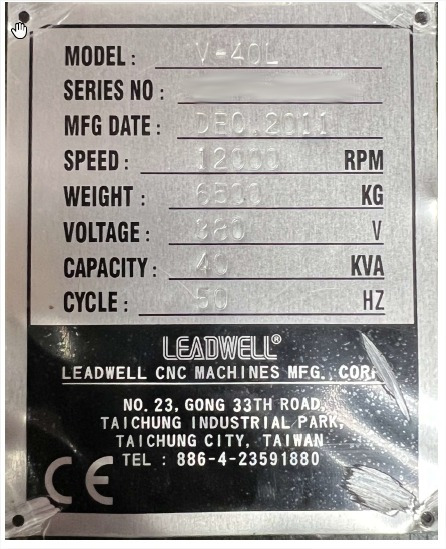 MODEL : V-40L
SERIES NO :
MFG DATE : DEC.2011
SPEED : 12000 RPM
WEIGHT : 6500 KG
VOLTAGE : 380 V
CAPACITY : 40 KVA
CYCLE : 50 HZ
LEADWELL®
LEADWELL CNC MACHINES MFG., CORP.
NO. 23, GONG 33TH ROAD,
TAICHUNG INDUSTRIAL PARK,
TAICHUNG CITY, TAIWAN
TEL : 886-4-23591880
CE